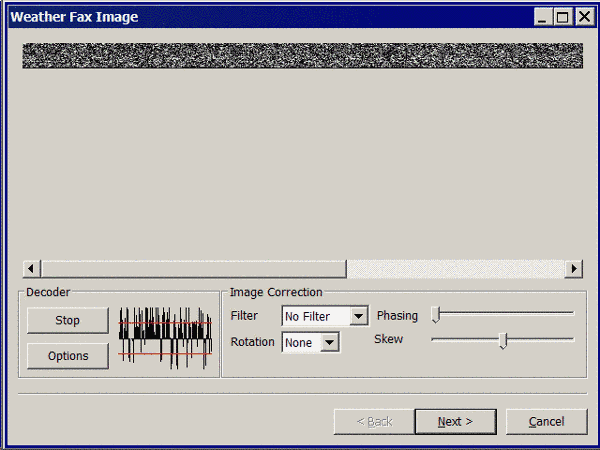 Weather Fax Image
Decoder
Image Correction
Stop
Filter
No Filter
Phasing
Options
Rotation
None
Skew
< Back
Next >
Cancel